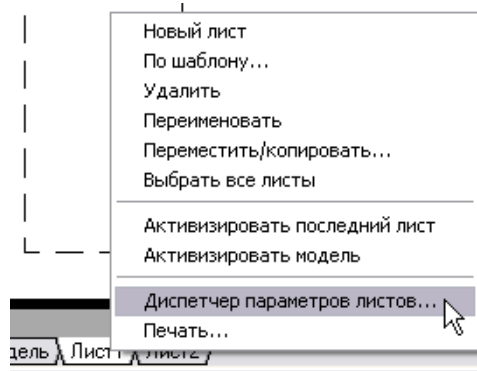 Новый лист
По шаблону...
Удалить
Переименовать
Переместить/копировать...
Выбрать все листы
Активизировать последний лист
Активизировать модель
Диспетчер параметров листов...
Печать...
дель Лист1 Лист2